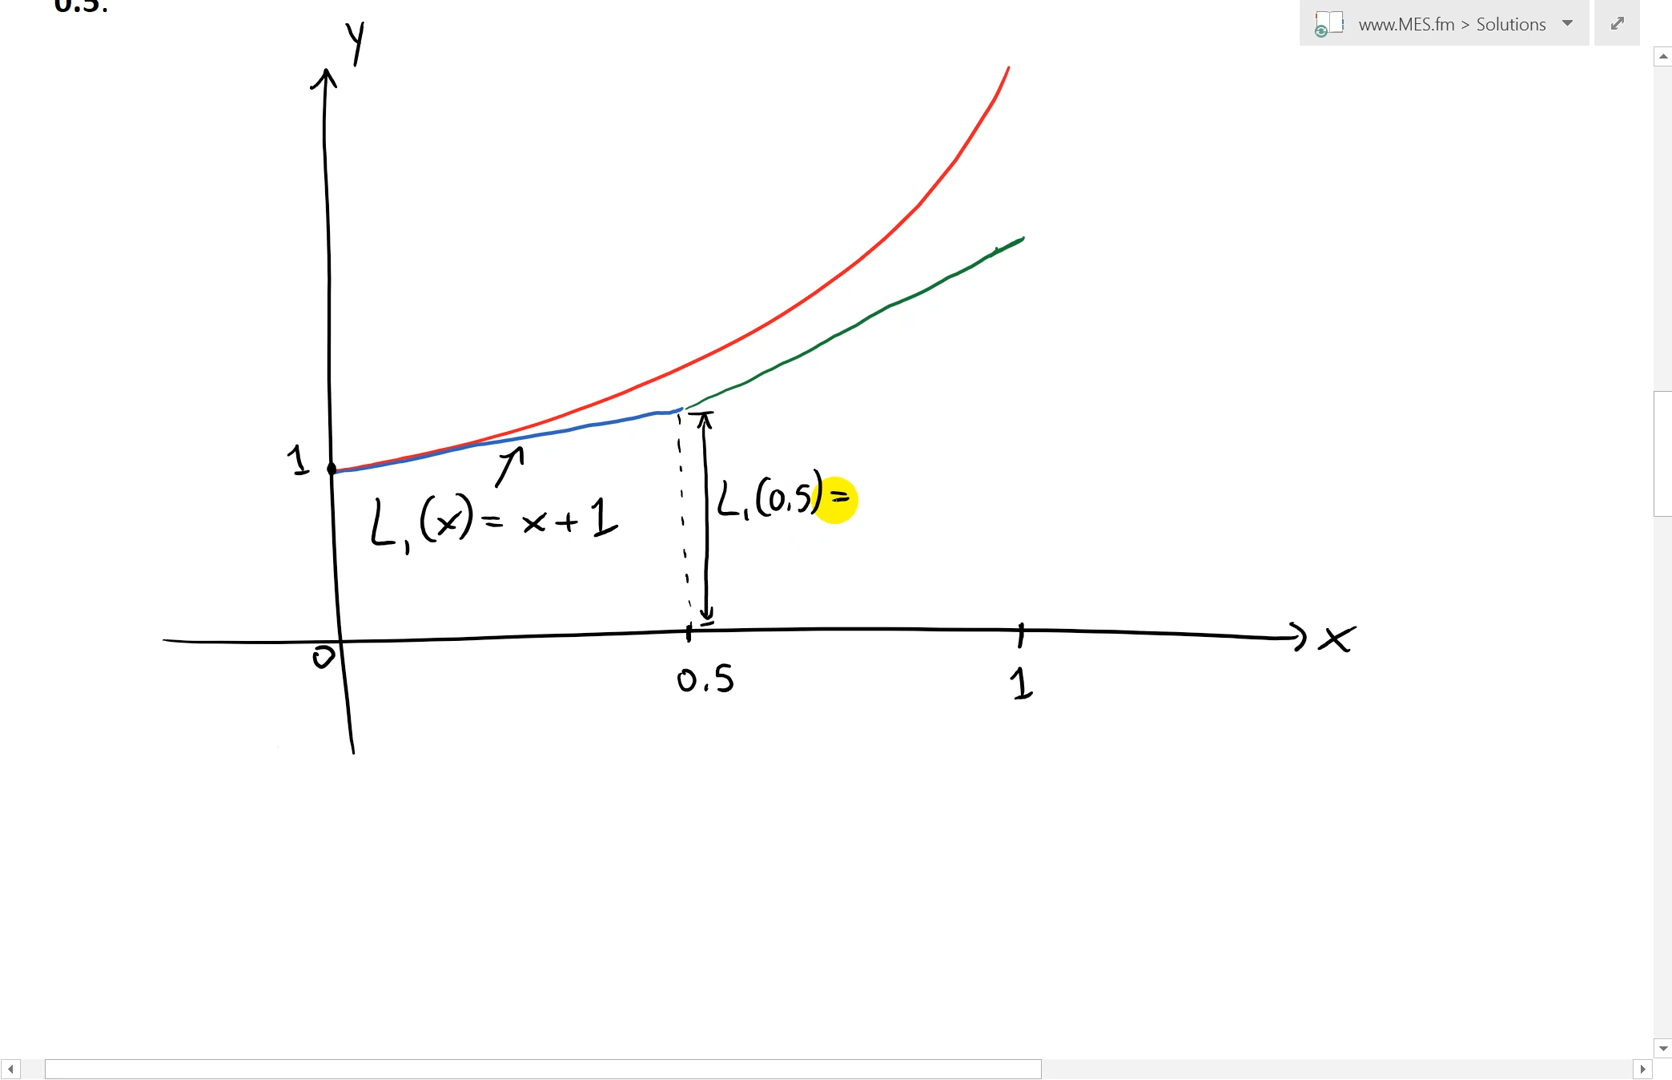 0.5.
www.MES.fm > Solutions
y
1
L₁(x) = x + 1
L₁(0.5) =
0
0.5
1
x